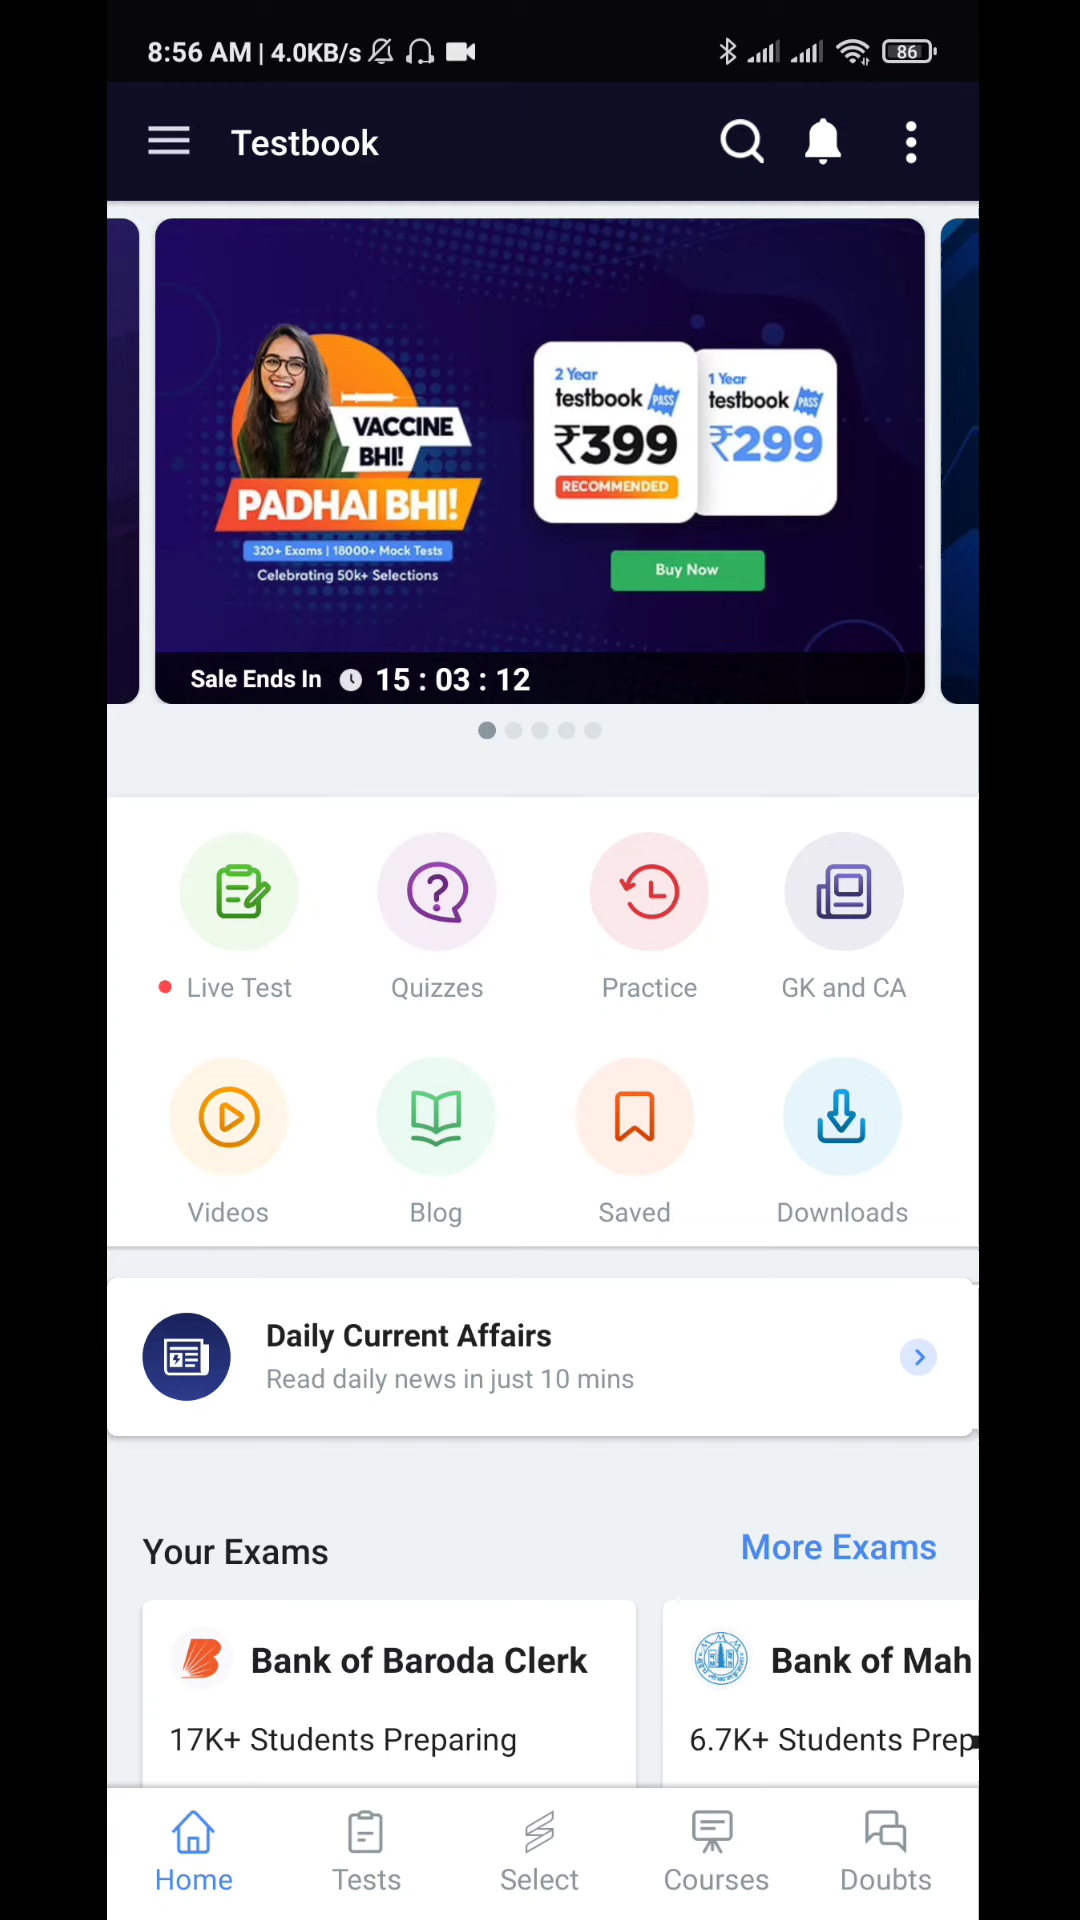 8:56 AM | 4.0KB/s
86
Testbook
VACCINE
BHI!
PADHAI BHI!
320+ Exams | 18000+ Mock Tests
Celebrating 50k+ Selections
2 Year
testbook PASS
₹399
RECOMMENDED
1 Year
testbook PASS
₹299
Buy Now
Sale Ends In 15 : 03 : 12
Live Test
Quizzes
Practice
GK and CA
Videos
Blog
Saved
Downloads
Daily Current Affairs
Read daily news in just 10 mins
Your Exams
More Exams
Bank of Baroda Clerk
17K+ Students Preparing
Bank of Mah
6.7K+ Students Prep
Home
Tests
Select
Courses
Doubts